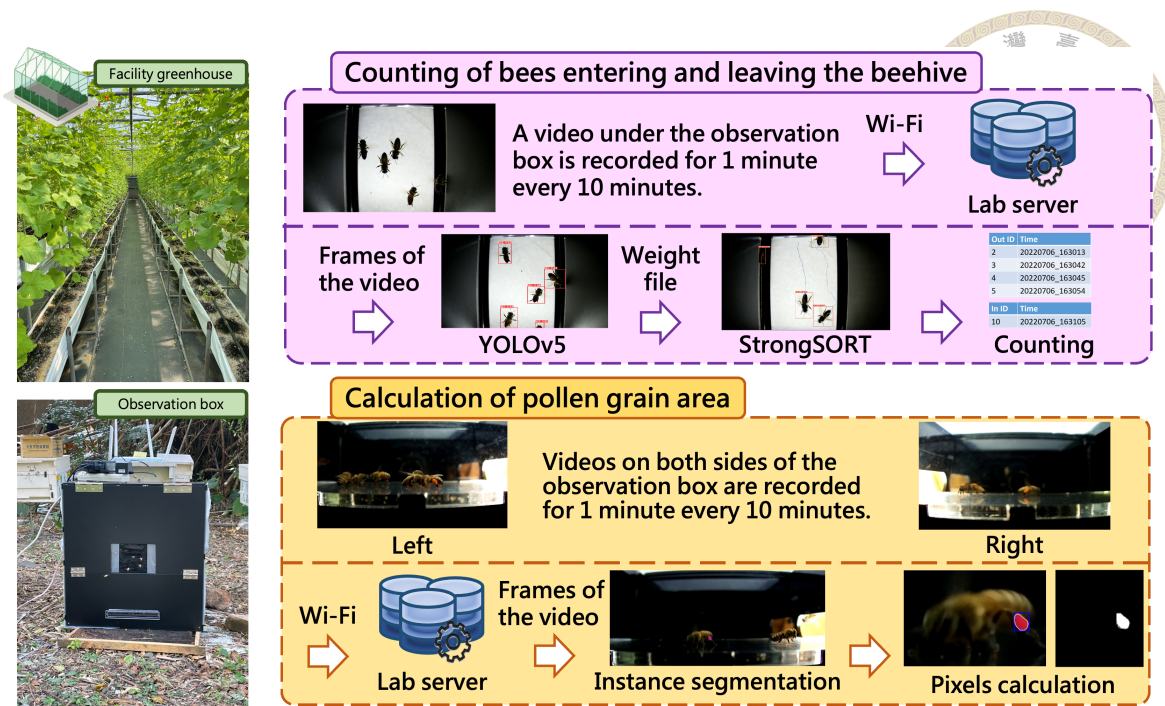 灣 臺
Facility greenhouse
Counting of bees entering and leaving the beehive
A video under the observation
box is recorded for 1 minute
every 10 minutes.
Wi-Fi
Lab server
Frames of
the video
YOLOv5
Weight
file
StrongSORT
Out ID Time
2 20220706_163013
3 20220706_163042
4 20220706_163045
5 20220706_163054
In ID Time
10 20220706_163105
Counting
Observation box
Calculation of pollen grain area
Left
Videos on both sides of the
observation box are recorded
for 1 minute every 10 minutes.
Right
Wi-Fi
Lab server
Frames of
the video
Instance segmentation
Pixels calculation